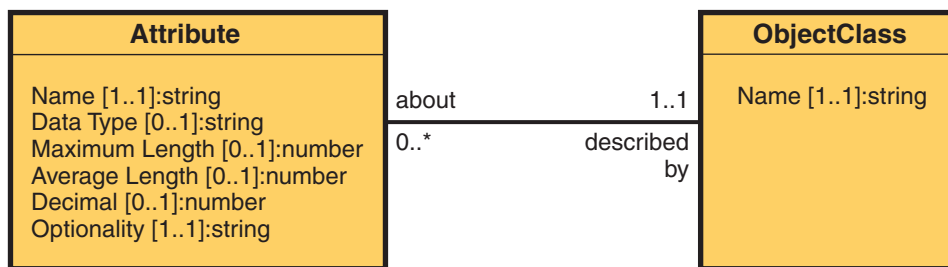 Attribute
Name [1..1]:string
Data Type [0..1]:string
Maximum Length [0..1]:number
Average Length [0..1]:number
Decimal [0..1]:number
Optionality [1..1]:string
about 1..1
0..* described
by
ObjectClass
Name [1..1]:string